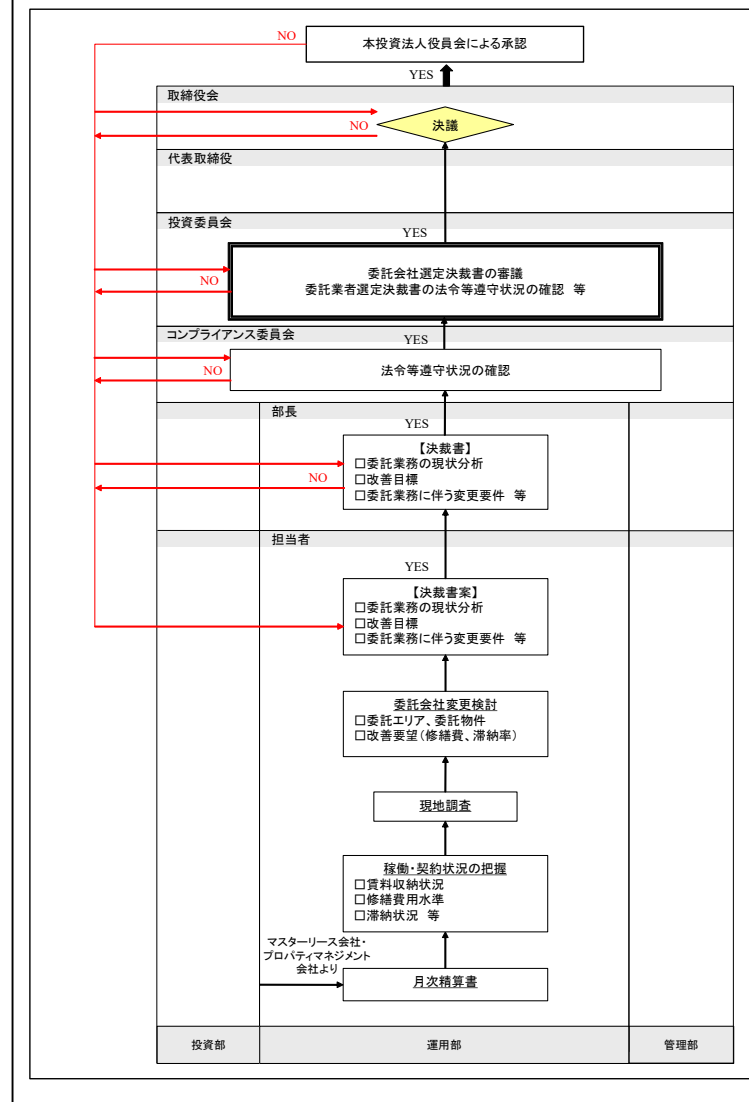 NO
本投資法人役員会による承認
YES
取締役会
NO
決議
代表取締役
投資委員会
YES
NO
委託会社選定決裁書の審議
委託業者選定決裁書の法令等遵守状況の確認 等
コンプライアンス委員会
YES
NO
法令等遵守状況の確認
部長
YES
【決裁書】
□委託業務の現状分析
□改善目標
□委託業務に伴う変更要件 等
NO
担当者
YES
【決裁書案】
□委託業務の現状分析
□改善目標
□委託業務に伴う変更要件 等
委託会社変更検討
□委託エリア、委託物件
□改善要望(修繕費、滞納率)
現地調査
稼働・契約状況の把握
□賃料収納状況
□修繕費用水準
□滞納状況 等
マスターリース会社・
プロパティマネジメント
会社より
月次精算書
投資部
運用部
管理部